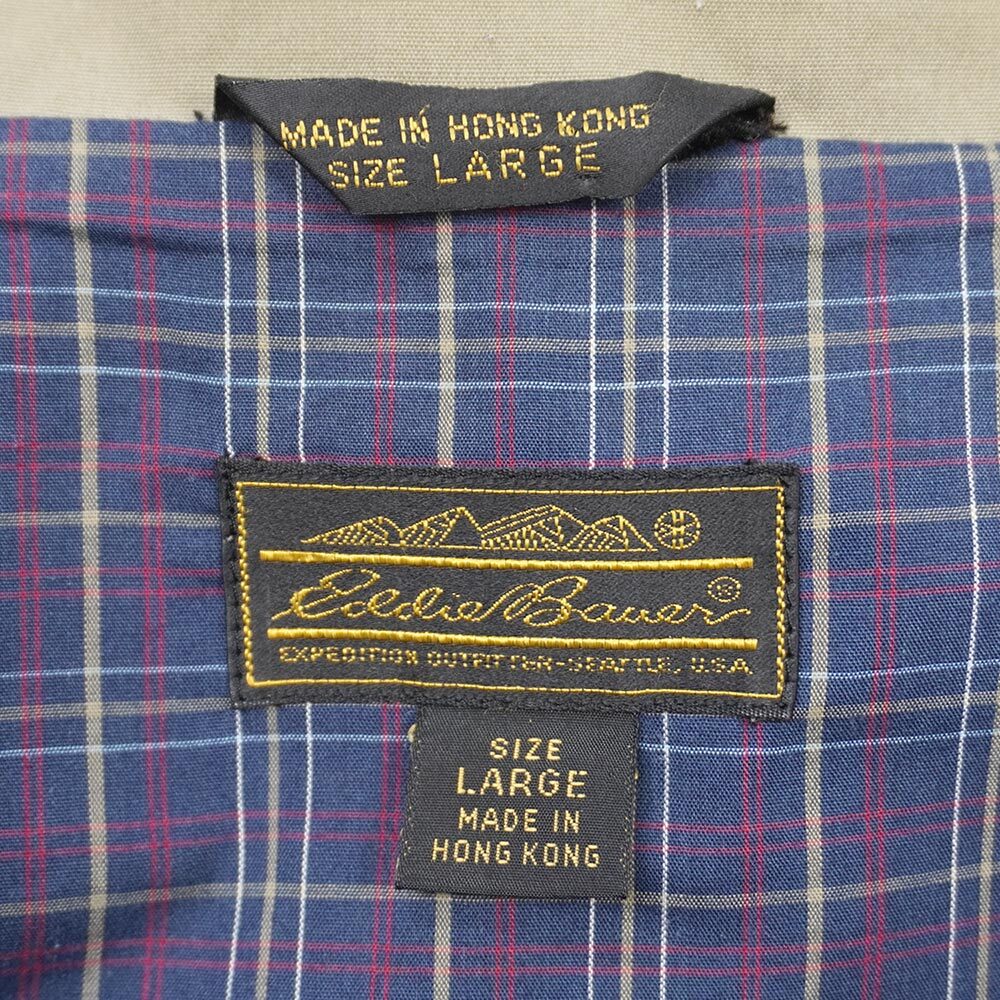 MADE IN HONG KONG
SIZE LARGE
Eddie Bauer®
EXPEDITION OUTFITTER-SEATTLE, U.S.A
SIZE
LARGE
MADE IN
HONG KONG